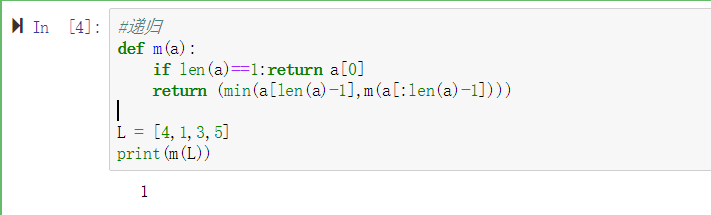 In [4]:
#递归
def m(a):
    if len(a)==1:return a[0]
    return (min(a[len(a)-1],m(a[:len(a)-1])))

L = [4,1,3,5]
print(m(L))
1